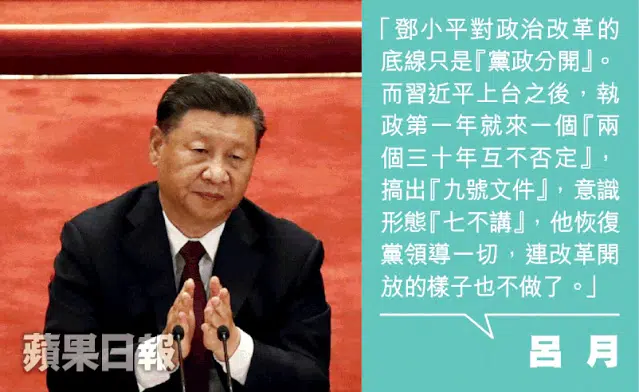 「鄧小平對政治改革的
底線只是『黨政分開』。
而習近平上台之後，執
政第一年就來一個『兩
個三十年互不否定』，
搞出『九號文件』，意識
形態『七不講』，他恢復
黨領導一切，連改革開
放的樣子也不做了。」
呂月
蘋果日報